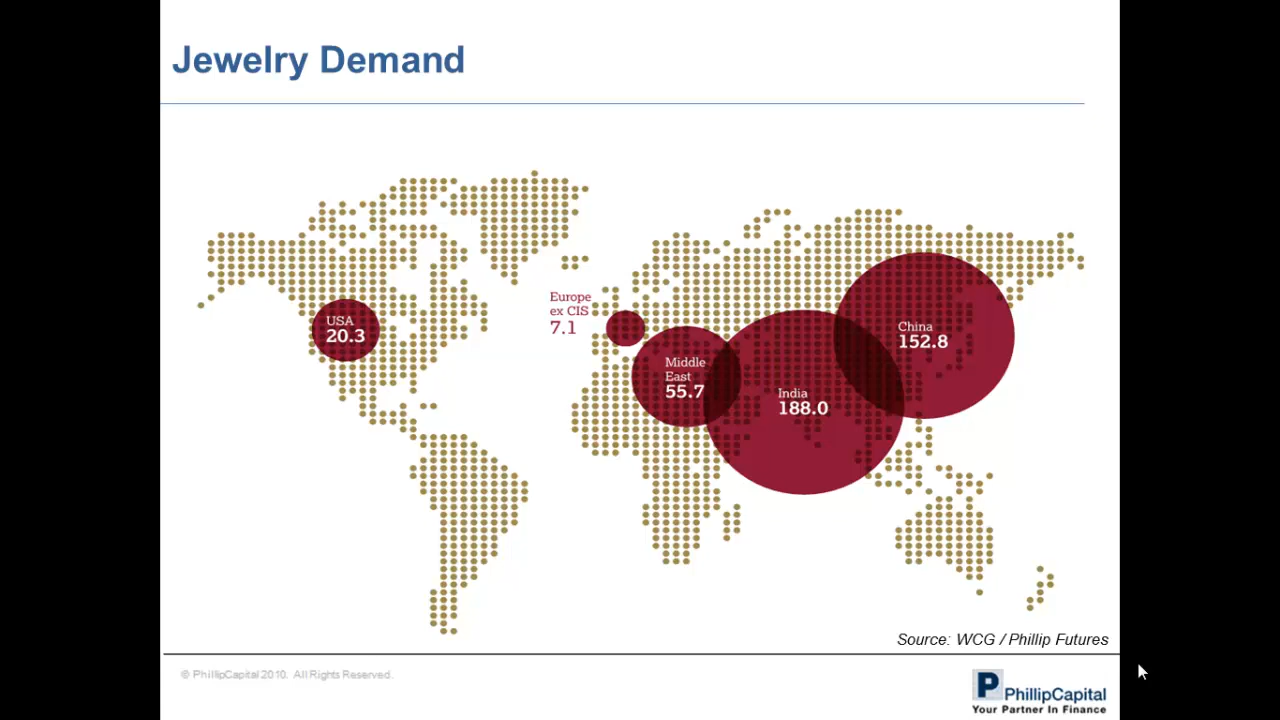 Jewelry Demand
Europe
ex CIS
7.1
USA
20.3
China
152.8
Middle
East
55.7
India
188.0
Source: WCG / Phillip Futures
© PhillipCapital 2010. All Rights Reserved.
P PhillipCapital
Your Partner In Finance